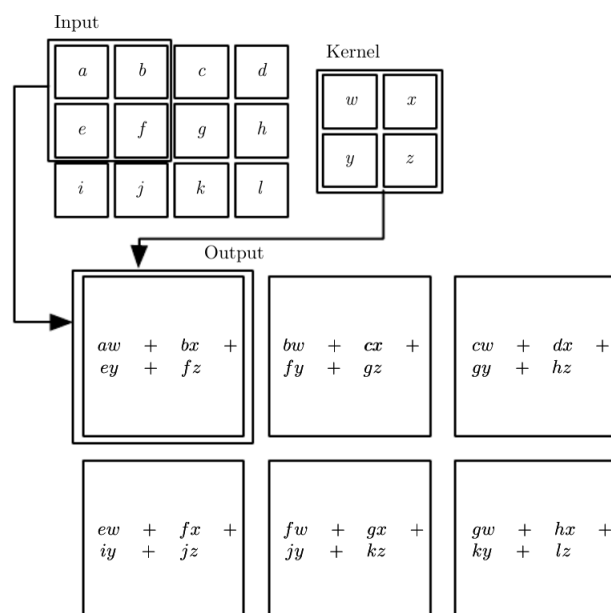 Input
a b c d
e f g h
i j k l
Kernel
w x
y z
Output
aw + bx +
ey + fz
bw + cx +
fy + gz
cw + dx +
gy + hz
ew + fx +
iy + jz
fw + gx +
jy + kz
gw + hx +
ky + lz